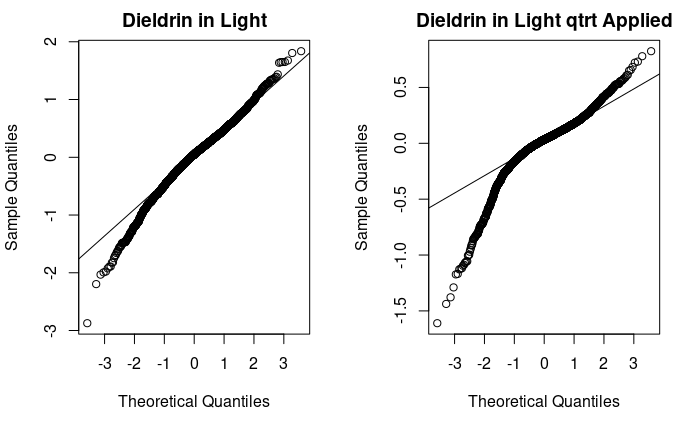 Dieldrin in Light
Sample Quantiles
2
1
0
-1
-2
-3
-3 -2 -1 0 1 2 3
Theoretical Quantiles
Dieldrin in Light qtrt Applied
Sample Quantiles
0.5
0.0
-0.5
-1.0
-1.5
-3 -2 -1 0 1 2 3
Theoretical Quantiles